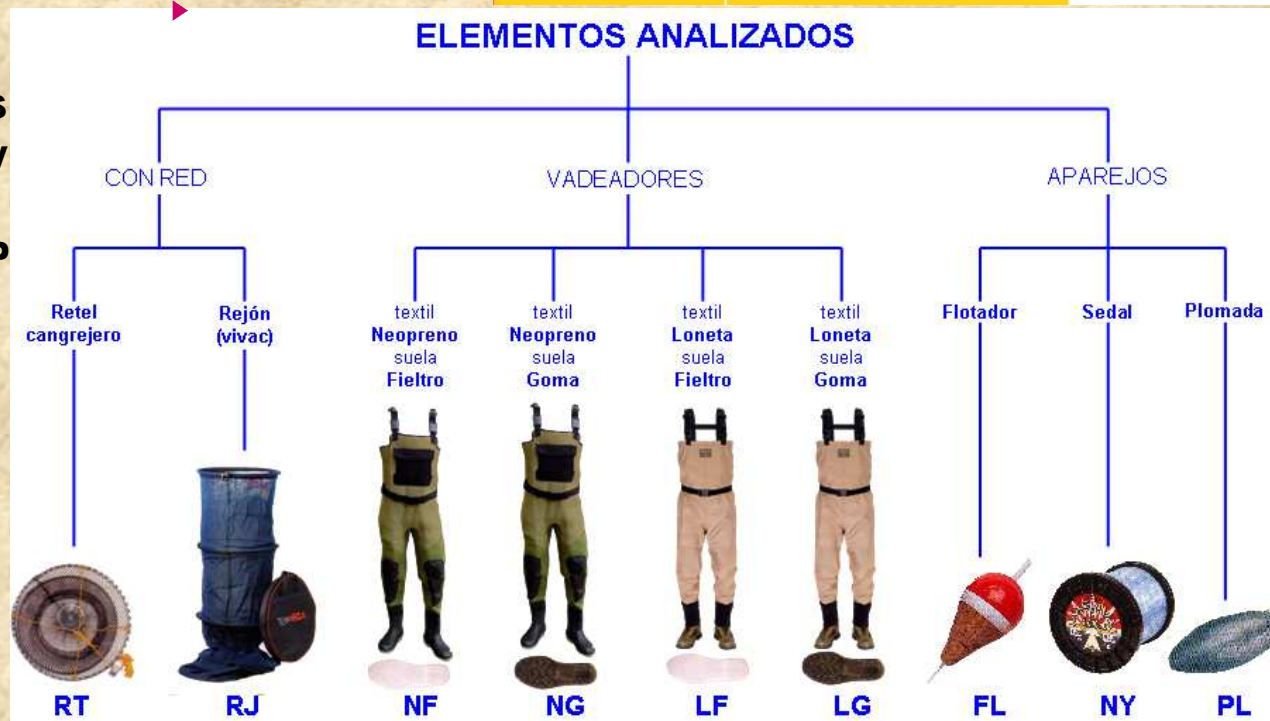 ELEMENTOS ANALIZADOS
CON RED
VADEADORES
APAREJOS
Retel
cangrejero
Rejón
(vivac)
textil
Neopreno
suela
Fieltro
textil
Neopreno
suela
Goma
textil
Loneta
suela
Fieltro
textil
Loneta
suela
Goma
Flotador
Sedal
Plomada
RT
RJ
NF
NG
LF
LG
FL
NY
PL